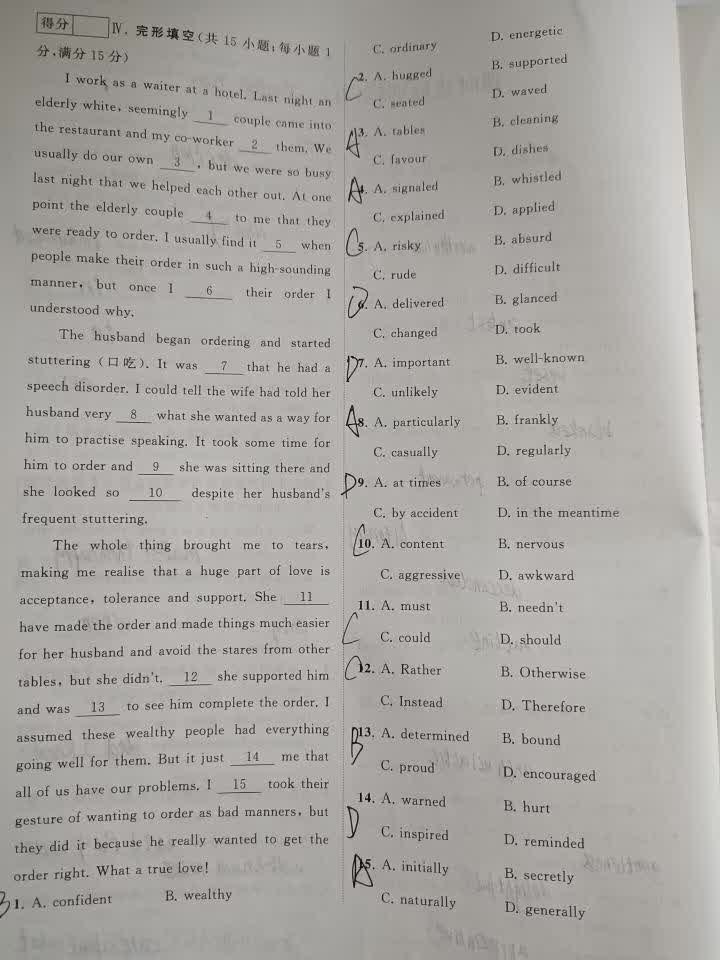 得分
Ⅳ. 完形填空(共 15 小题;每小题 1
分,满分 15 分)
I work as a waiter at a hotel. Last night an
elderly white, seemingly 1 couple came into
the restaurant and my co-worker 2 them. We
usually do our own 3 , but we were so busy
last night that we helped each other out. At one
point the elderly couple 4 to me that they
were ready to order. I usually find it 5 when
people make their order in such a high-sounding
manner, but once I 6 their order I
understood why.
The husband began ordering and started
stuttering (口吃). It was 7 that he had a
speech disorder. I could tell the wife had told her
husband very 8 what she wanted as a way for
him to practise speaking. It took some time for
him to order and 9 she was sitting there and
she looked so 10 despite her husband's
frequent stuttering.
The whole thing brought me to tears,
making me realise that a huge part of love is
acceptance, tolerance and support. She 11
have made the order and made things much easier
for her husband and avoid the stares from other
tables, but she didn't. 12 she supported him
and was 13 to see him complete the order. I
assumed these wealthy people had everything
going well for them. But it just 14 me that
all of us have our problems. I 15 took their
gesture of wanting to order as bad manners, but
they did it because he really wanted to get the
order right. What a true love!
B 1. A. confident B. wealthy
C. ordinary D. energetic
C 2. A. hugged B. supported
C. seated D. waved
A 3. A. tables B. cleaning
C. favour D. dishes
A 4. A. signaled B. whistled
C. explained D. applied
C 5. A. risky B. absurd
C. rude D. difficult
6. A. delivered B. glanced
C. changed D. took
D 7. A. important B. well-known
C. unlikely D. evident
A 8. A. particularly B. frankly
C. casually D. regularly
D 9. A. at times B. of course
C. by accident D. in the meantime
C 10. A. content B. nervous
C. aggressive D. awkward
11. A. must B. needn't
C C. could D. should
C 12. A. Rather B. Otherwise
C. Instead D. Therefore
B 13. A. determined B. bound
C. proud D. encouraged
14. A. warned B. hurt
D C. inspired D. reminded
A 15. A. initially B. secretly
C. naturally D. generally